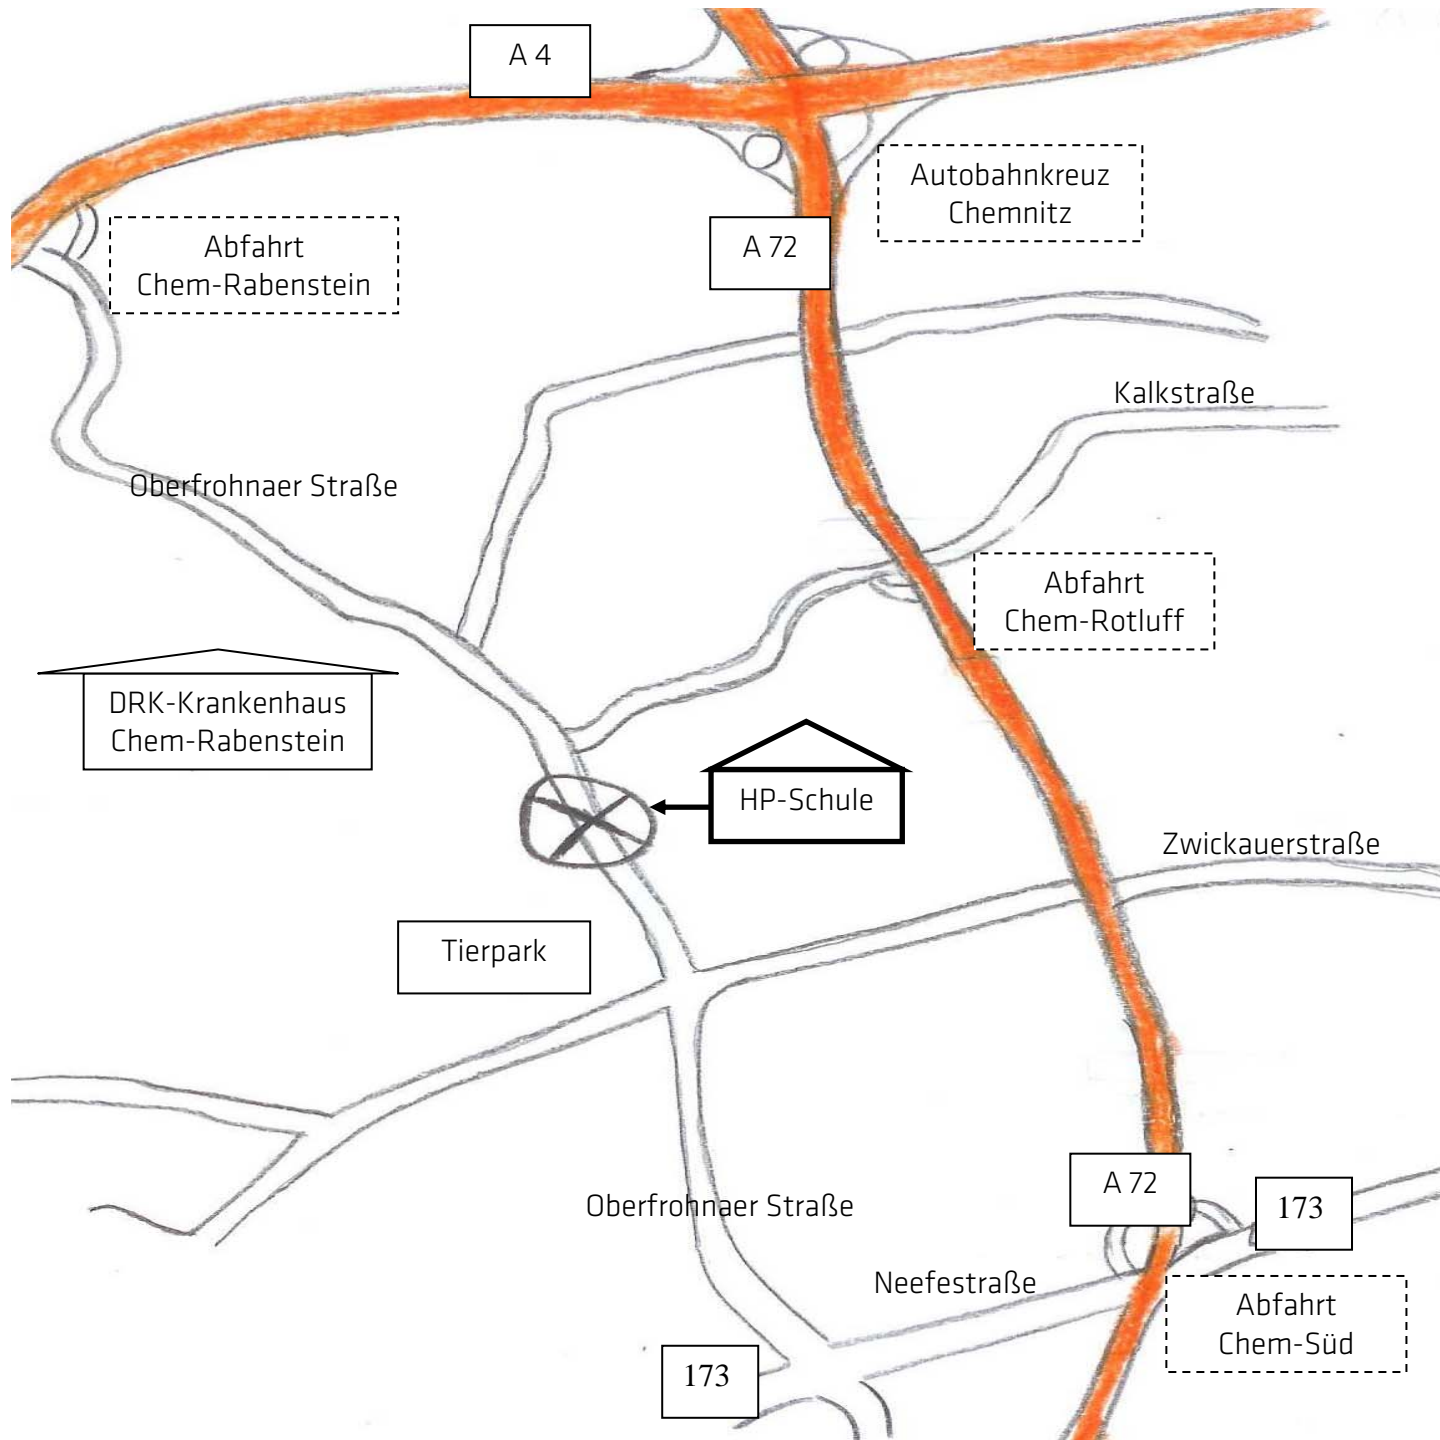 A 4
Autobahnkreuz
Chemnitz
A 72
Abfahrt
Chem-Rabenstein
Kalkstraße
Oberfrohnaer Straße
Abfahrt
Chem-Rotluff
DRK-Krankenhaus
Chem-Rabenstein
HP-Schule
Zwickauerstraße
Tierpark
A 72
173
Oberfrohnaer Straße
Neefestraße
Abfahrt
Chem-Süd
173